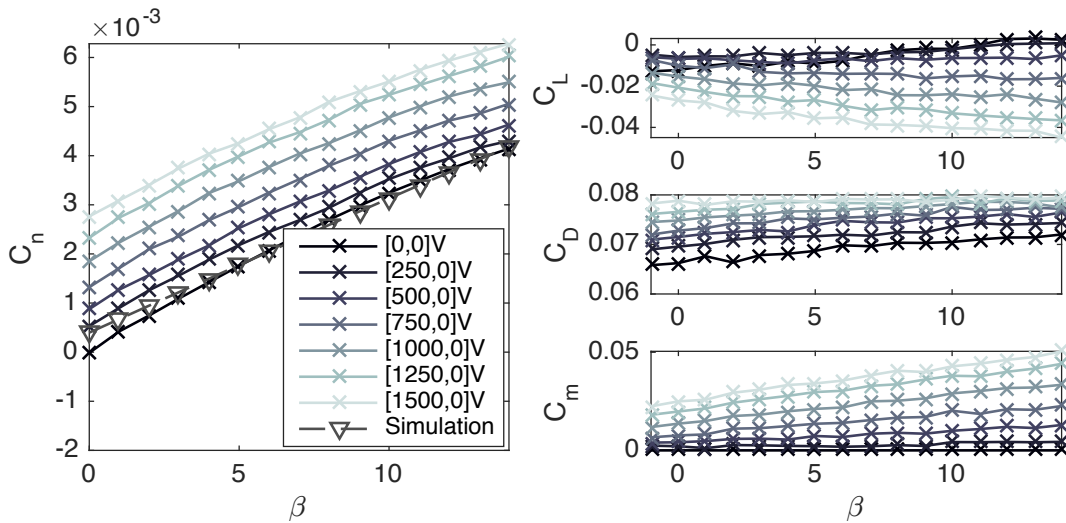 ×10⁻³
6
5
4
3
2
1
0
-1
-2
0
5
10
C_n
β
[0,0]V
[250,0]V
[500,0]V
[750,0]V
[1000,0]V
[1250,0]V
[1500,0]V
Simulation
0
-0.02
-0.04
C_L
0
5
10
0.08
0.07
0.06
C_D
0
5
10
0.05
0
C_m
0
5
10
β